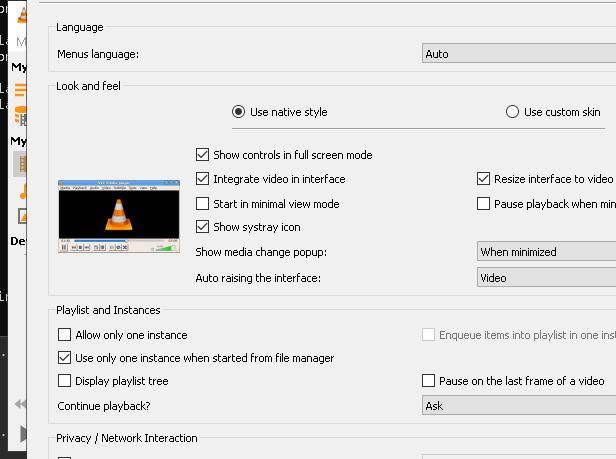 Language
Menus language: Auto
Look and feel
Use native style Use custom skin
Show controls in full screen mode
Integrate video in interface Resize interface to video
Start in minimal view mode Pause playback when min
Show systray icon
Show media change popup: When minimized
Auto raising the interface: Video
Playlist and Instances
Allow only one instance Enqueue items into playlist in one inst
Use only one instance when started from file manager
Display playlist tree Pause on the last frame of a video
Continue playback? Ask
Privacy / Network Interaction
M
My
My
De